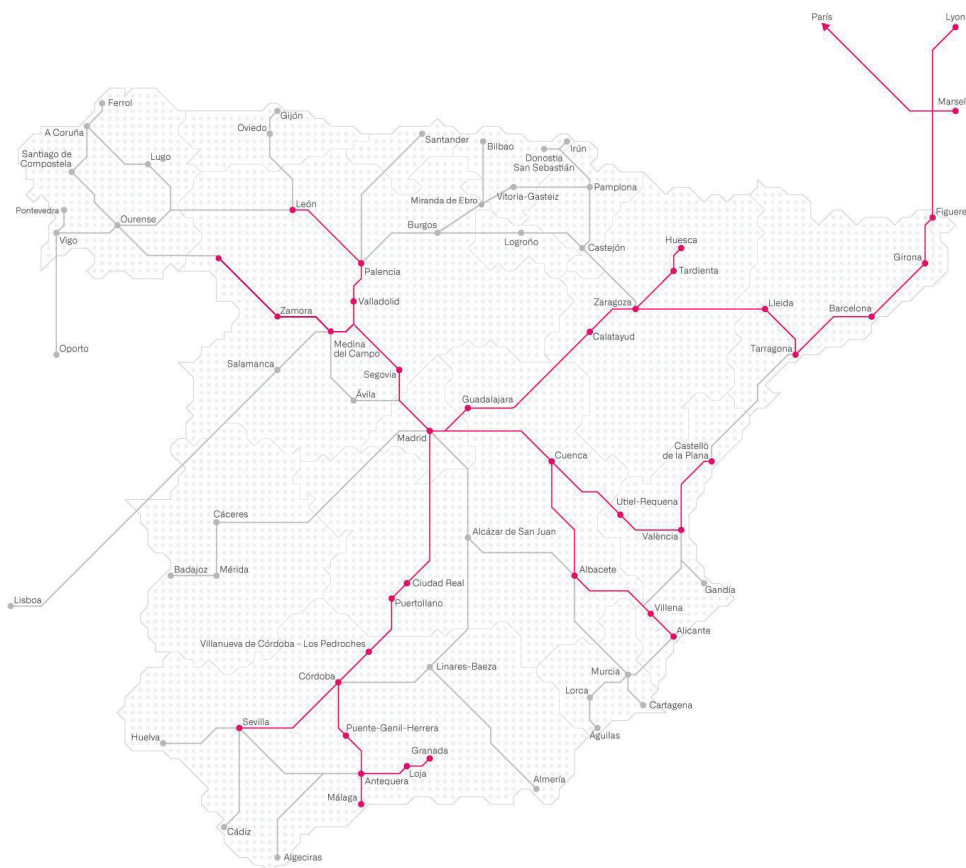 París
Lyon
Marsel
Ferrol
Gijón
A Coruña
Oviedo
Santander
Bilbao
Irún
Donostia
San Sebastián
Santiago de
Compostela
Lugo
Pamplona
Vitoria-Gasteiz
Miranda de Ebro
León
Pontevedra
Ourense
Vigo
Burgos
Logroño
Castejón
Huesca
Figuere
Palencia
Tardienta
Girona
Valladolid
Zaragoza
Lleida
Barcelona
Zamora
Calatayud
Oporto
Medina
del Campo
Tarragona
Salamanca
Segovia
Ávila
Guadalajara
Madrid
Castelló
de la Plana
Cuenca
Utiel-Requena
Cáceres
Alcázar de San Juan
València
Badajoz
Mérida
Ciudad Real
Albacete
Gandía
Lisboa
Puertollano
Villena
Alicante
Villanueva de Córdoba - Los Pedroches
Linares-Baeza
Córdoba
Murcia
Lorca
Cartagena
Sevilla
Huelva
Puente-Genil-Herrera
Águilas
Granada
Antequera
Loja
Almería
Málaga
Cádiz
Algeciras